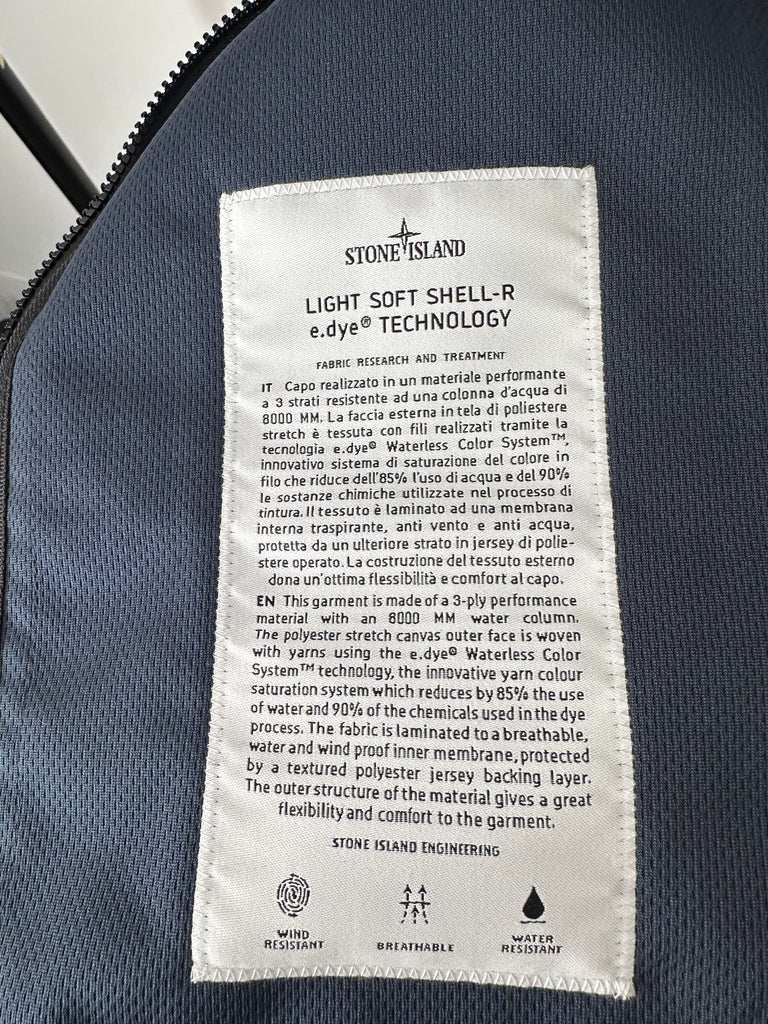 STONE ISLAND
LIGHT SOFT SHELL-R
e.dye® TECHNOLOGY
FABRIC RESEARCH AND TREATMENT
IT Capo realizzato in un materiale performante
a 3 strati resistente ad una colonna d'acqua di
8000 MM. La faccia esterna in tela di poliestere
stretch è tessuta con fili realizzati tramite la
tecnologia e.dye® Waterless Color System™,
innovativo sistema di saturazione del colore in
filo che riduce dell'85% l'uso di acqua e del 90%
le sostanze chimiche utilizzate nel processo di
tintura. Il tessuto è laminato ad una membrana
interna traspirante, anti vento e anti acqua,
protetta da un ulteriore strato in jersey di polie-
stere operato. La costruzione del tessuto esterno
dona un'ottima flessibilità e comfort al capo.
EN This garment is made of a 3-ply performance
material with an 8000 MM water column.
The polyester stretch canvas outer face is woven
with yarns using the e.dye® Waterless Color
System™ technology, the innovative yarn colour
saturation system which reduces by 85% the use
of water and 90% of the chemicals used in the dye
process. The fabric is laminated to a breathable,
water and wind proof inner membrane, protected
by a textured polyester jersey backing layer.
The outer structure of the material gives a great
flexibility and comfort to the garment.
STONE ISLAND ENGINEERING
WIND
RESISTANT
BREATHABLE
WATER
RESISTANT